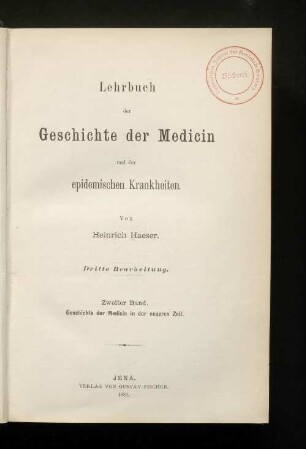 Lehrbuch
der
Geschichte der Medicin
und der
epidemischen Krankheiten.
Von
Heinrich Haeser.
Dritte Bearbeitung.
Zweiter Band.
Geschichte der Medicin in der neueren Zeit.
JENA,
VERLAG VON GUSTAV FISCHER.